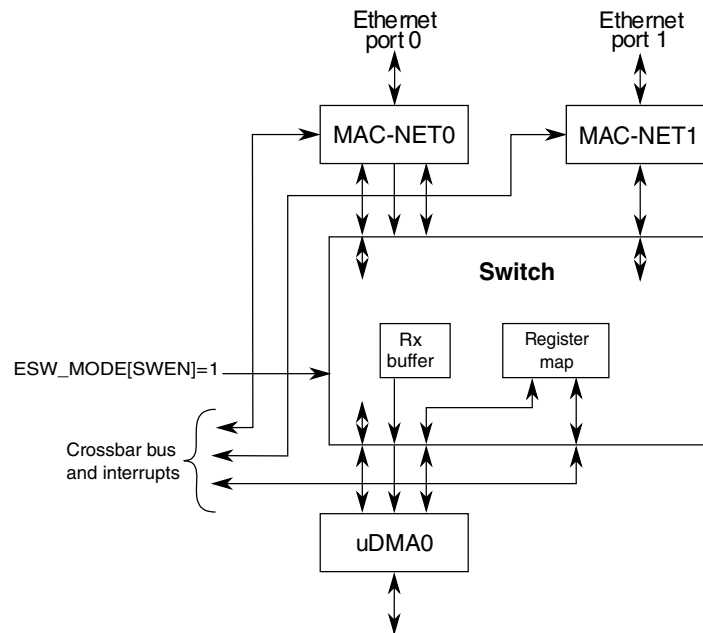 Ethernet
port 0
Ethernet
port 1
MAC-NET0
MAC-NET1
Switch
Rx
buffer
Register
map
ESW_MODE[SWEN]=1
Crossbar bus
and interrupts
uDMA0